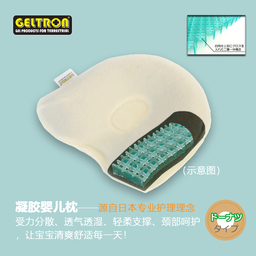 GELTRON
GEL PRODUCTS FOR THERAPEUTICS
(示意图)
凝胶婴儿枕——源自日本专业护理理念
受力分散、透气透湿、轻柔支撑、颈部呵护
，让宝宝清爽舒适每一天！
ドーナツ
タイプ